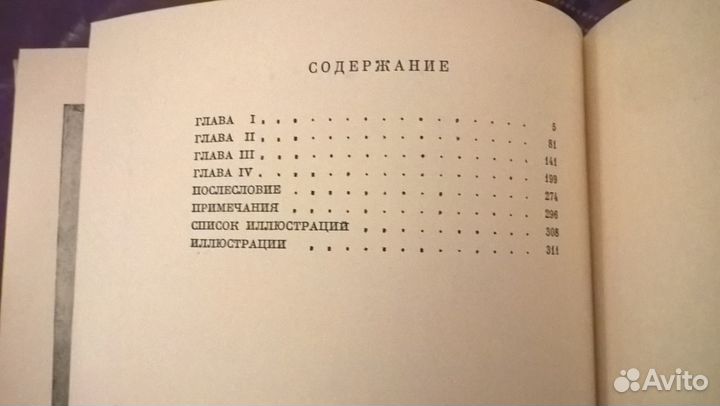 СОДЕРЖАНИЕ
ГЛАВА I . . . . . . . . . . . . . . 5
ГЛАВА II . . . . . . . . . . . . . . 81
ГЛАВА III . . . . . . . . . . . . . . 141
ГЛАВА IV . . . . . . . . . . . . . . 199
ПОСЛЕСЛОВИЕ . . . . . . . . . . . . 274
ПРИМЕЧАНИЯ . . . . . . . . . . . . 296
СПИСОК ИЛЛЮСТРАЦИЙ . . . . . . . . 308
ИЛЛЮСТРАЦИИ . . . . . . . . . . . 311
Avito